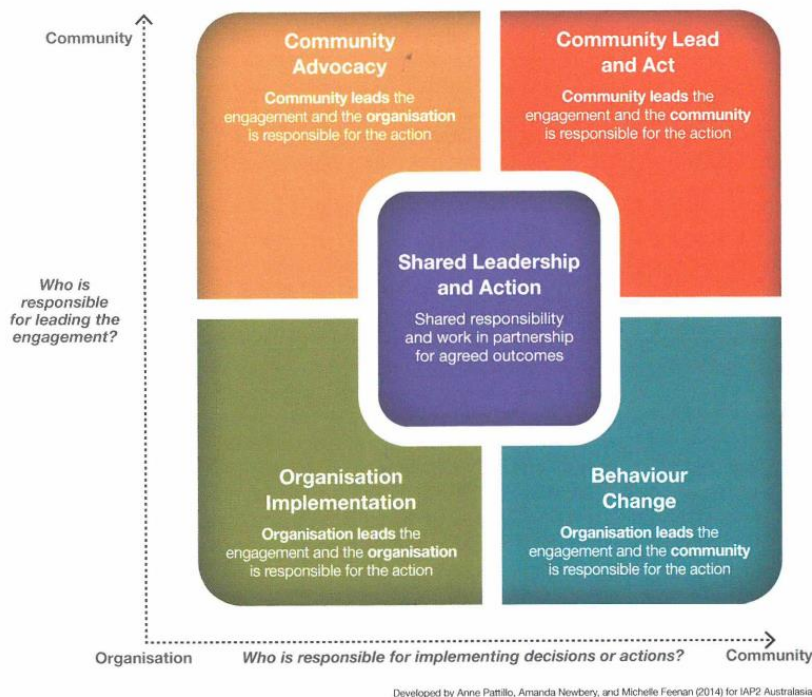 Community
Community
Advocacy
Community leads the
engagement and the organisation
is responsible for the action
Community Lead
and Act
Community leads the
engagement and the community
is responsible for the action
Who is
responsible
for leading the
engagement?
Shared Leadership
and Action
Shared responsibility
and work in partnership
for agreed outcomes
Organisation
Implementation
Organisation leads the
engagement and the organisation
is responsible for the action
Behaviour
Change
Organisation leads the
engagement and the community
is responsible for the action
Organisation
Who is responsible for implementing decisions or actions?
Community
Developed by Anne Pattillo, Amanda Newbery, and Michelle Feenan (2014) for IAP2 Australasia